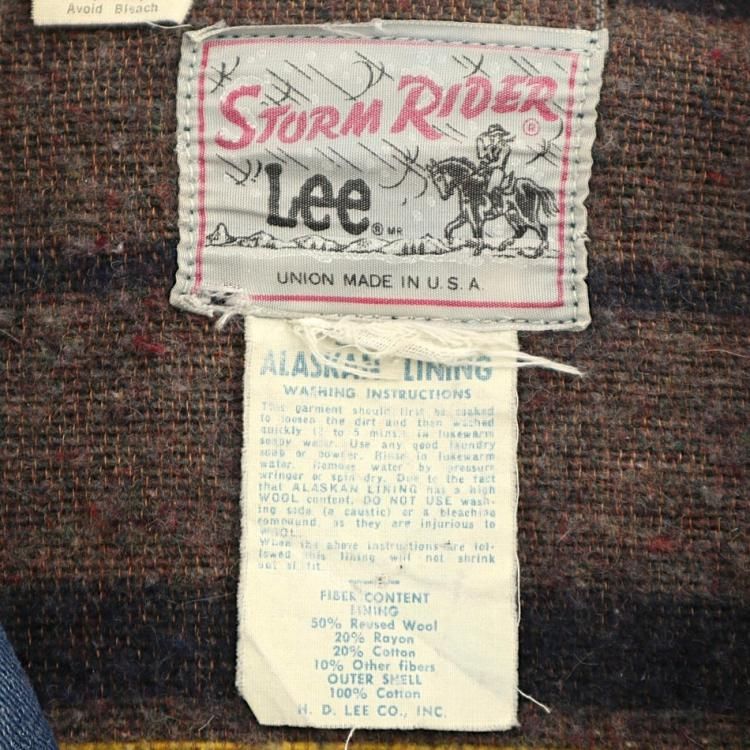 Avoid Bleach
STORM RIDER ®
Lee ® MR
UNION MADE IN U.S.A.
ALASKAN LINING
WASHING INSTRUCTIONS
This garment should first be soaked
to loosen the dirt and then washed
quickly (2 to 5 mins.) in lukewarm
soapy water. Use any good laundry
soap or powder. Rinse in lukewarm
water. Remove water by pressure
wringer or spin dry. Due to the fact
that ALASKAN LINING has a high
WOOL content, DO NOT USE wash-
ing soda (a caustic) or a bleaching
compound, as they are injurious to
WOOL.
When the above instructions are fol-
lowed this lining will not shrink
out of fit.
FIBER CONTENT
LINING
50% Reused Wool
20% Rayon
20% Cotton
10% Other fibers
OUTER SHELL
100% Cotton
H. D. LEE CO., INC.